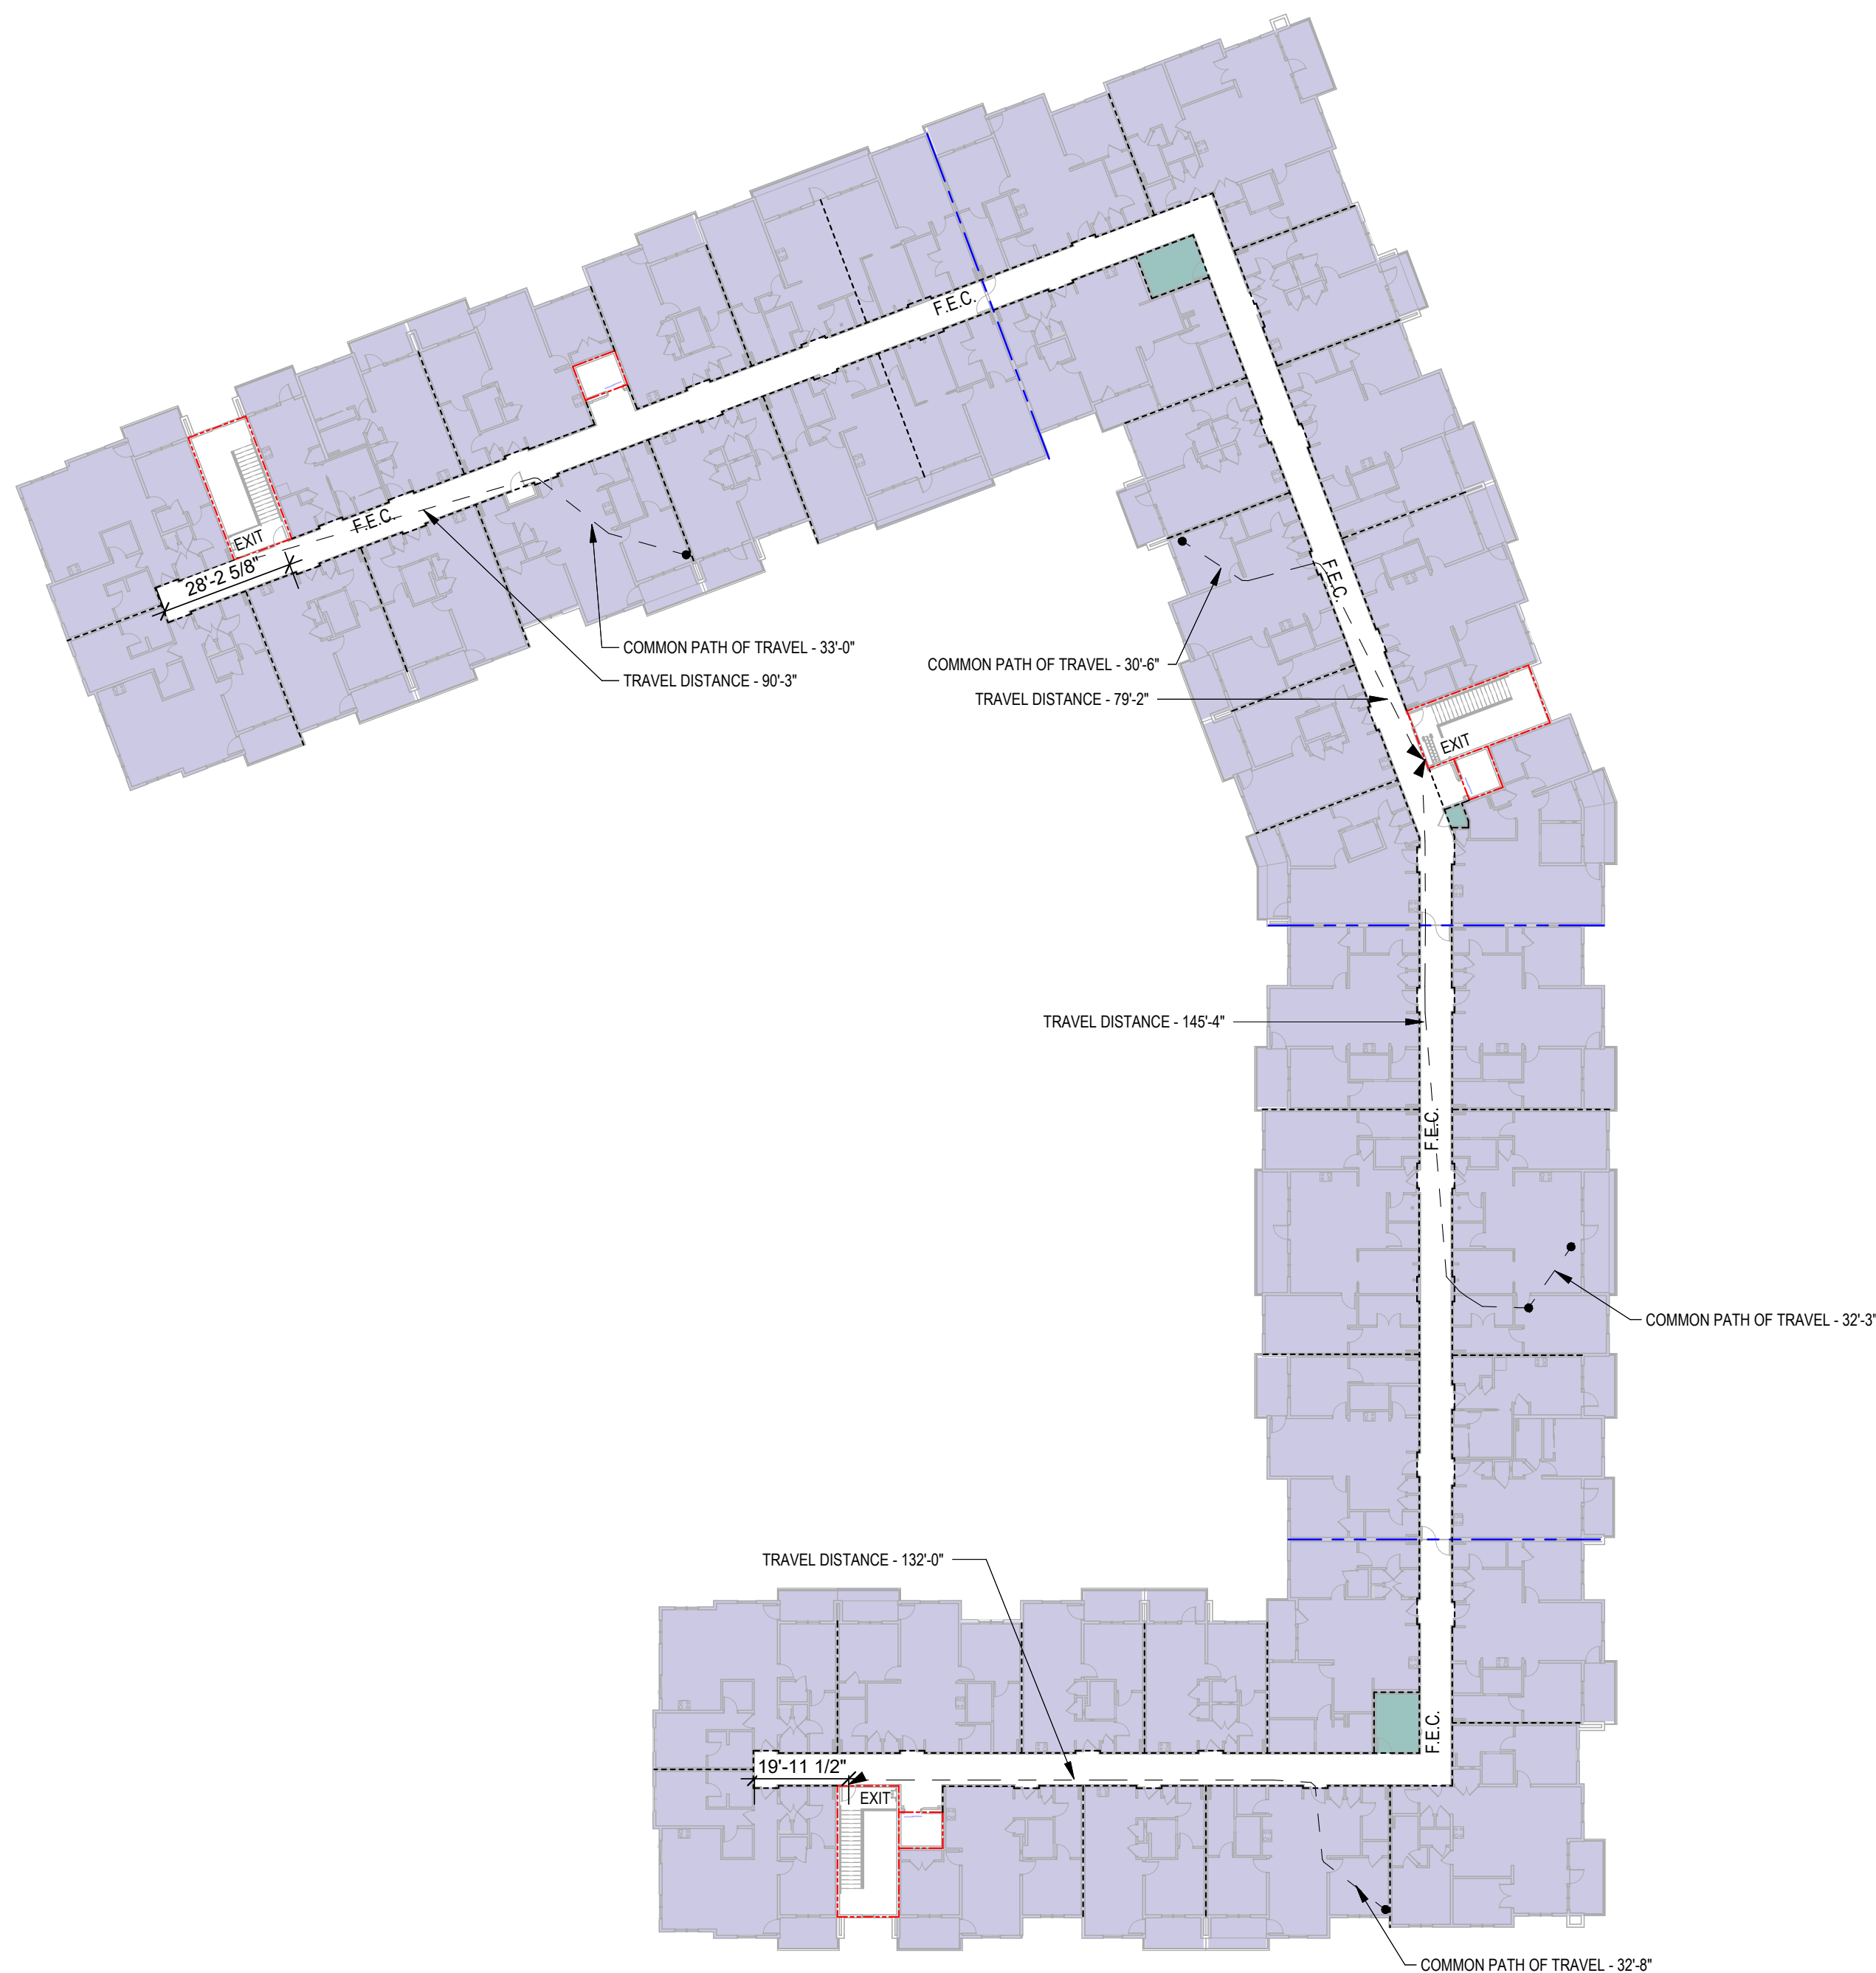 F.E.C.
F.E.C.
EXIT
28'-2 5/8"
F.E.C.
COMMON PATH OF TRAVEL - 33'-0"
TRAVEL DISTANCE - 90'-3"
COMMON PATH OF TRAVEL - 30'-6"
TRAVEL DISTANCE - 79'-2"
EXIT
TRAVEL DISTANCE - 145'-4"
F.E.C.
COMMON PATH OF TRAVEL - 32'-3"
TRAVEL DISTANCE - 132'-0"
F.E.C.
19'-11 1/2"
EXIT
COMMON PATH OF TRAVEL - 32'-8"